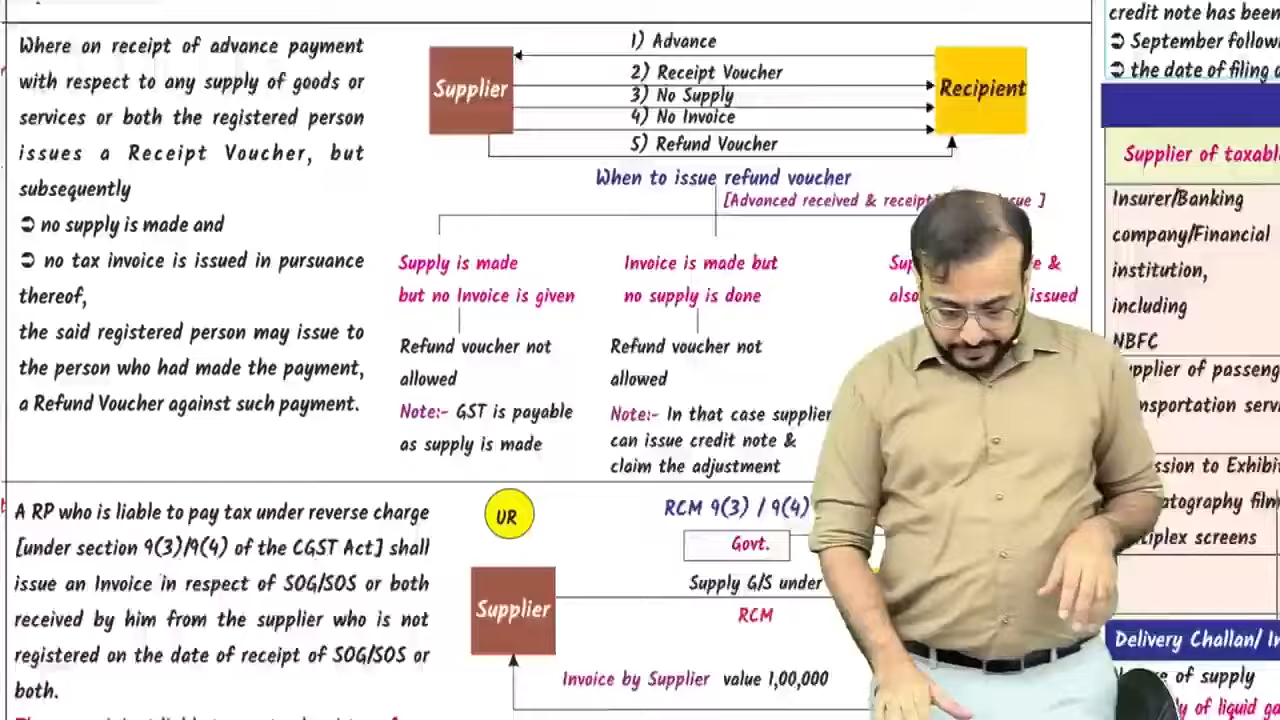 Where on receipt of advance payment
with respect to any supply of goods or
services or both the registered person
issues a Receipt Voucher, but
subsequently
➲ no supply is made and
➲ no tax invoice is issued in pursuance
thereof,
the said registered person may issue to
the person who had made the payment,
a Refund Voucher against such payment.
Supplier
1) Advance
2) Receipt Voucher
3) No Supply
4) No Invoice
5) Refund Voucher
Recipient
When to issue refund voucher
[Advanced received & receipt ]
Supply is made
but no Invoice is given
Refund voucher not
allowed
Note:- GST is payable
as supply is made
Invoice is made but
no supply is done
Refund voucher not
allowed
Note:- In that case supplier
can issue credit note &
claim the adjustment
&
also issued
A RP who is liable to pay tax under reverse charge
[under section 9(3)/9(4) of the CGST Act] shall
issue an Invoice in respect of SOG/SOS or both
received by him from the supplier who is not
registered on the date of receipt of SOG/SOS or
both.
UR
RCM 9(3) / 9(4)
Govt.
Supplier
Supply G/S under
RCM
Invoice by Supplier value 1,00,000
credit note has been
➲ September
➲ the date of filing
Supplier of
Insurer/Banking
company/Financial
institution,
including
NBFC
of
to
screens
Delivery Challan/
of supply
of liquid